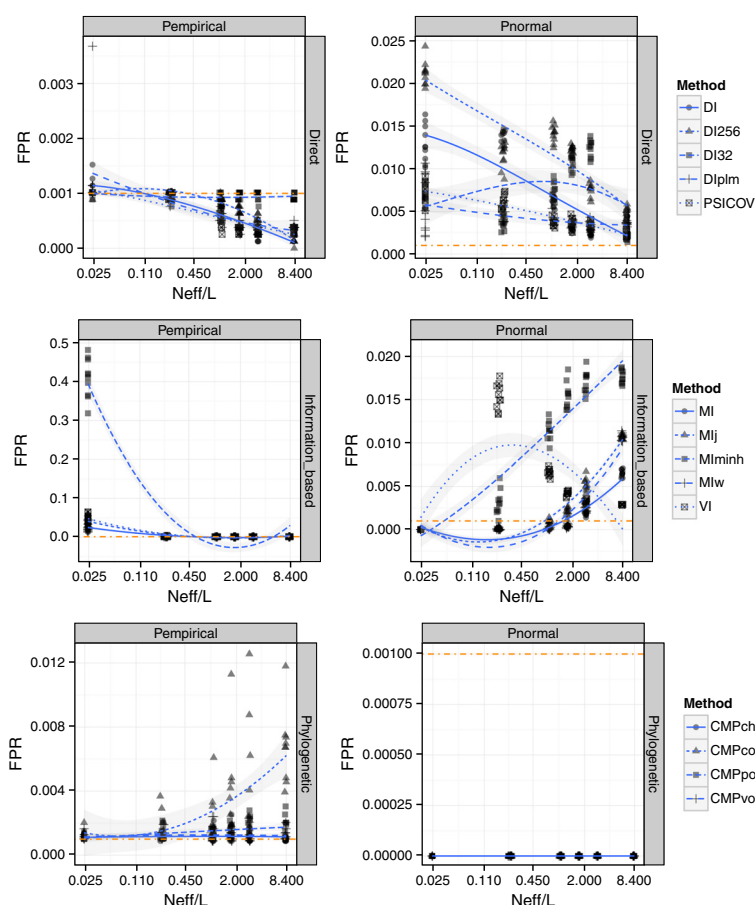 Pempirical
Pnormal
FPR
0.003
0.002
0.001
0.000
Direct
0.025 0.110 0.450 2.000 8.400
Neff/L
FPR
0.025
0.020
0.015
0.010
0.005
0.000
Direct
0.025 0.110 0.450 2.000 8.400
Neff/L
Method
DI
DI256
DI32
DIplm
PSICOV
Pempirical
Pnormal
FPR
0.5
0.4
0.3
0.2
0.1
0.0
Information_based
0.025 0.110 0.450 2.000 8.400
Neff/L
FPR
0.020
0.015
0.010
0.005
0.000
Information_based
0.025 0.110 0.450 2.000 8.400
Neff/L
Method
MI
MIj
MIminh
MIw
VI
Pempirical
Pnormal
FPR
0.012
0.008
0.004
0.000
Phylogenetic
0.025 0.110 0.450 2.000 8.400
Neff/L
FPR
0.00100
0.00075
0.00050
0.00025
0.00000
Phylogenetic
0.025 0.110 0.450 2.000 8.400
Neff/L
Method
CMPch
CMPco
CMPpo
CMPvo